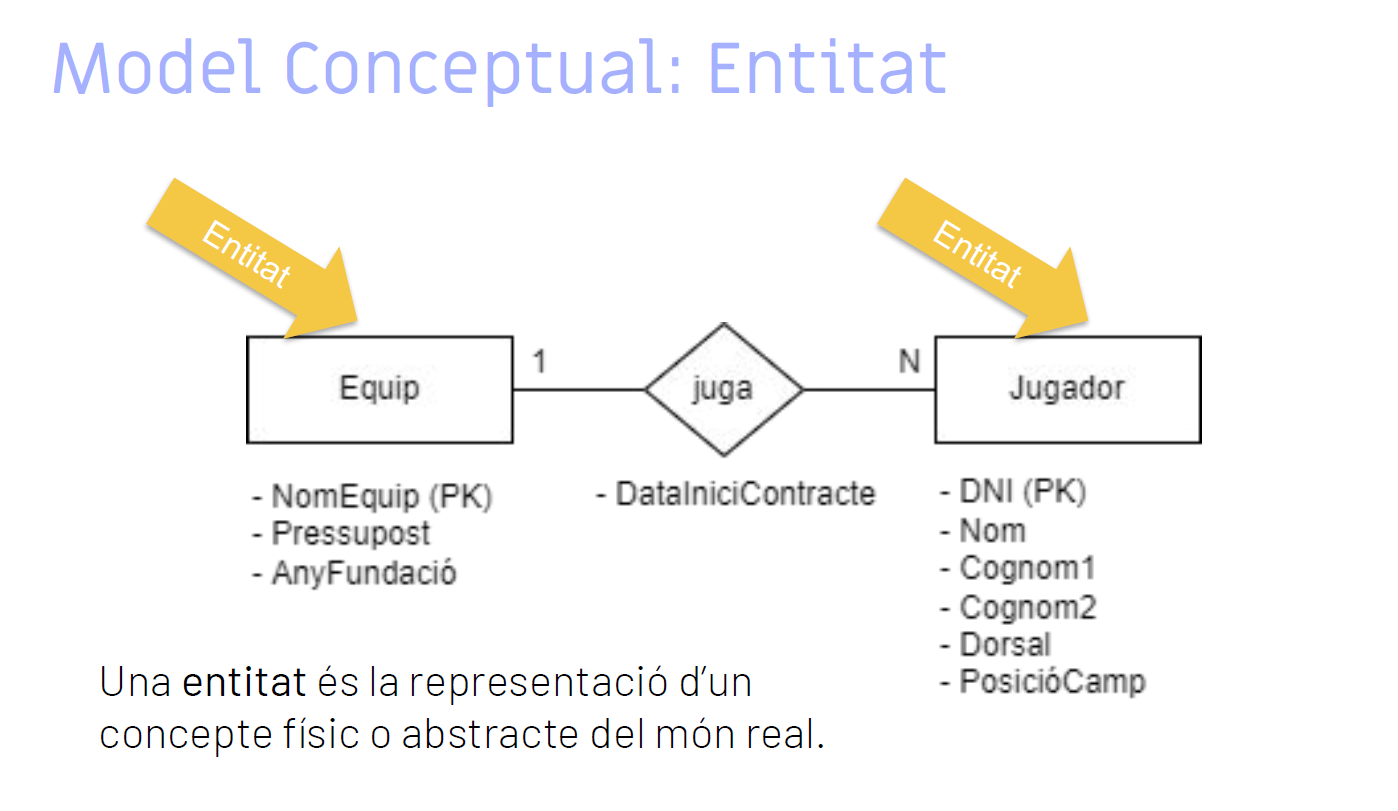 Model Conceptual: Entitat
Entitat
Entitat
Equip
1
juga
N
Jugador
- NomEquip (PK)
- Pressupost
- AnyFundació
- DataIniciContracte
- DNI (PK)
- Nom
- Cognom1
- Cognom2
- Dorsal
- PosicióCamp
Una entitat és la representació d’un
concepte físic o abstracte del món real.